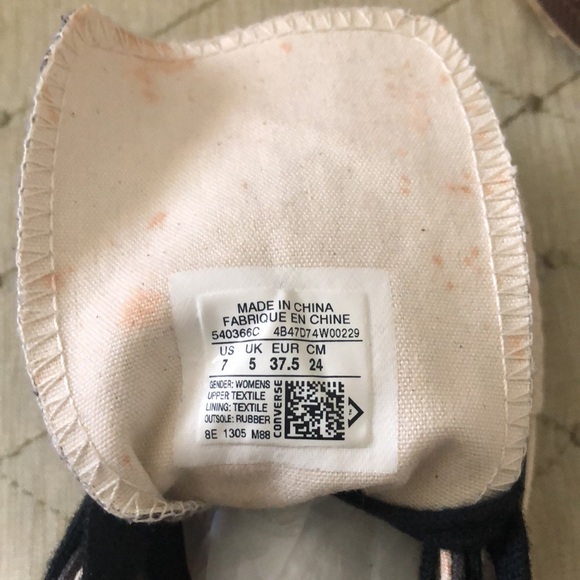 MADE IN CHINA
FABRIQUE EN CHINE
540366C 4B47D74W00229
US UK EUR CM
7 5 37.5 24
GENDER: WOMENS
UPPER TEXTILE
LINING: TEXTILE
OUTSOLE: RUBBER
8E 1305 M88
CONVERSE